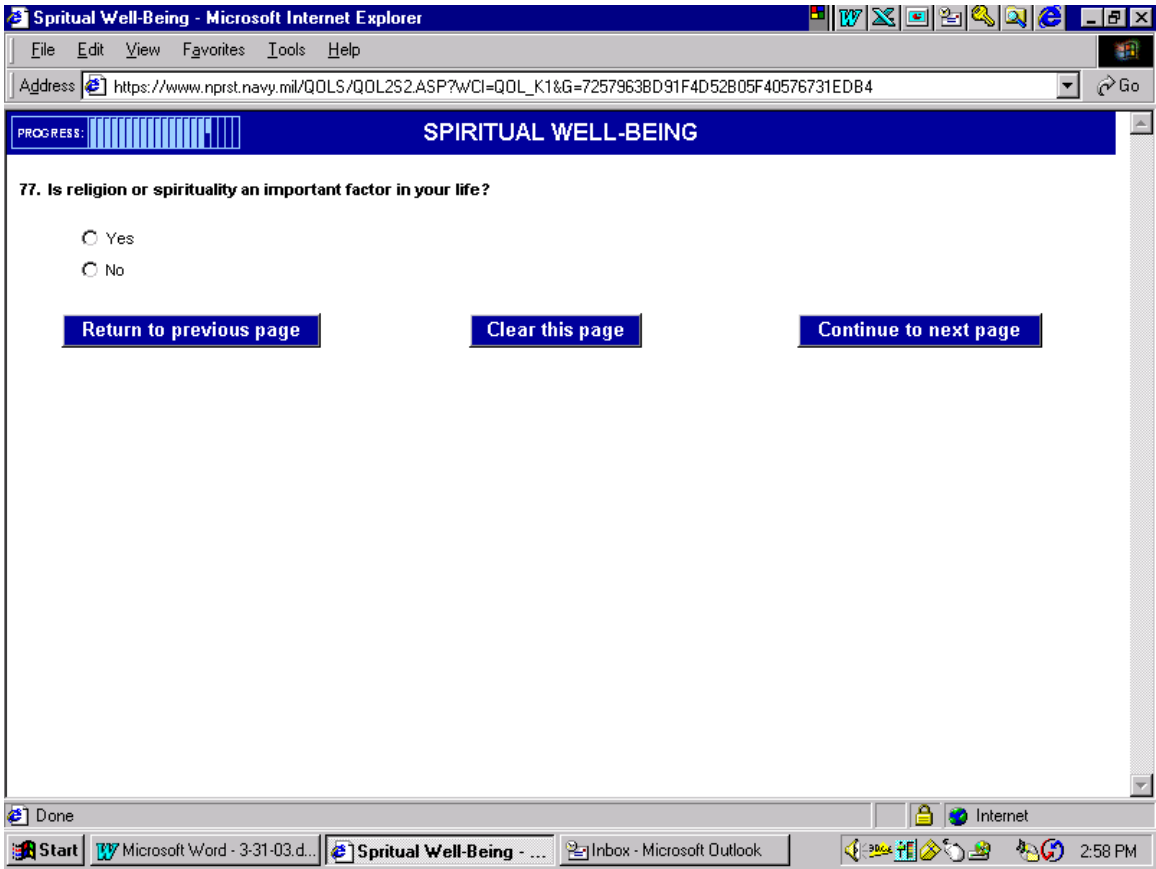 Spritual Well-Being - Microsoft Internet Explorer
File Edit View Favorites Tools Help
Address https://www.nprst.navy.mil/QOLS/QOL2S2.ASP?WCI=QOL_K1&G=7257963BD91F4D52B05F40576731EDB4 Go
PROGRESS: SPIRITUAL WELL-BEING
77. Is religion or spirituality an important factor in your life?
Yes
No
Return to previous page Clear this page Continue to next page
Done Internet
Start Microsoft Word - 3-31-03.d... Spritual Well-Being - ... Inbox - Microsoft Outlook 2:58 PM